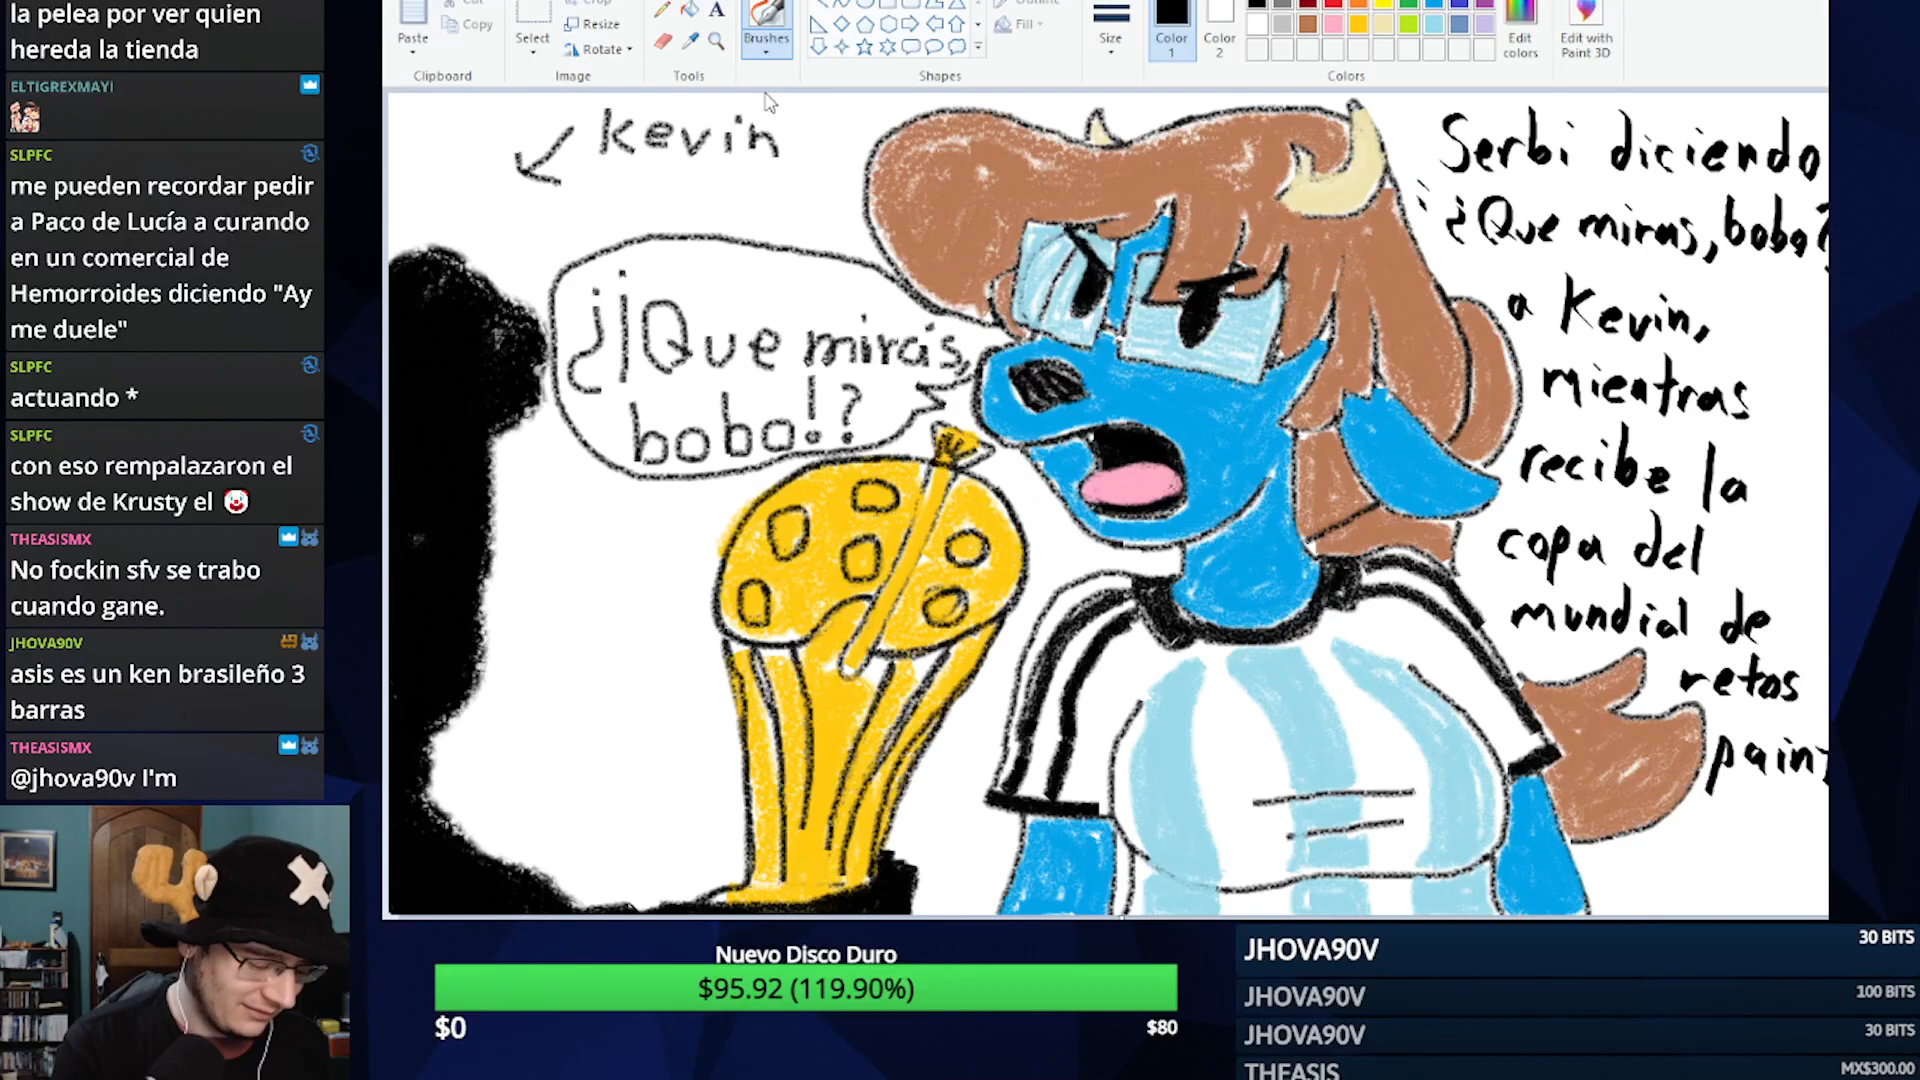 la pelea por ver quien
hereda la tienda
ELTIGREXMAYI
SLPFC
me pueden recordar pedir
a Paco de Lucía a curando
en un comercial de
Hemorroides diciendo "Ay
me duele"
SLPFC
actuando *
SLPFC
con eso rempalazaron el
show de Krusty el
THEASISMX
No fockin sfv se trabo
cuando gane.
JHOVA90V
asis es un ken brasileño 3
barras
THEASISMX
@jhova90v I'm
Cut
Copy
Paste
Clipboard
Crop
Resize
Rotate
Select
Image
A
Tools
Brushes
Outline
Fill
Shapes
Size
Color
1
Color
2
Edit
colors
Edit with
Paint 3D
Colors
Kevin
¿¡Que mirás,
bobo!?
Serbi diciendo
¿Que miras, bobo?
a Kevin,
mientras
recibe la
copa del
mundial de
retos
paint
Nuevo Disco Duro
$95.92 (119.90%)
$0
$80
JHOVA90V
30 BITS
JHOVA90V
100 BITS
JHOVA90V
30 BITS
THEASIS
MX$300.00